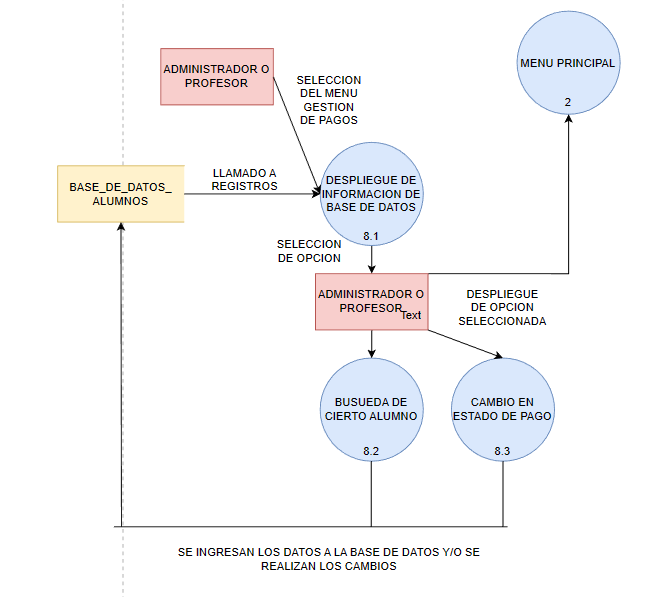 ADMINISTRADOR O
PROFESOR
SELECCION
DEL MENU
GESTION
DE PAGOS
MENU PRINCIPAL
2
BASE_DE_DATOS_
ALUMNOS
LLAMADO A
REGISTROS
DESPLIEGUE DE
INFORMACION DE
BASE DE DATOS
8.1
SELECCION
DE OPCION
ADMINISTRADOR O
PROFESOR
Text
DESPLIEGUE
DE OPCION
SELECCIONADA
BUSUEDA DE
CIERTO ALUMNO
8.2
CAMBIO EN
ESTADO DE PAGO
8.3
SE INGRESAN LOS DATOS A LA BASE DE DATOS Y/O SE
REALIZAN LOS CAMBIOS